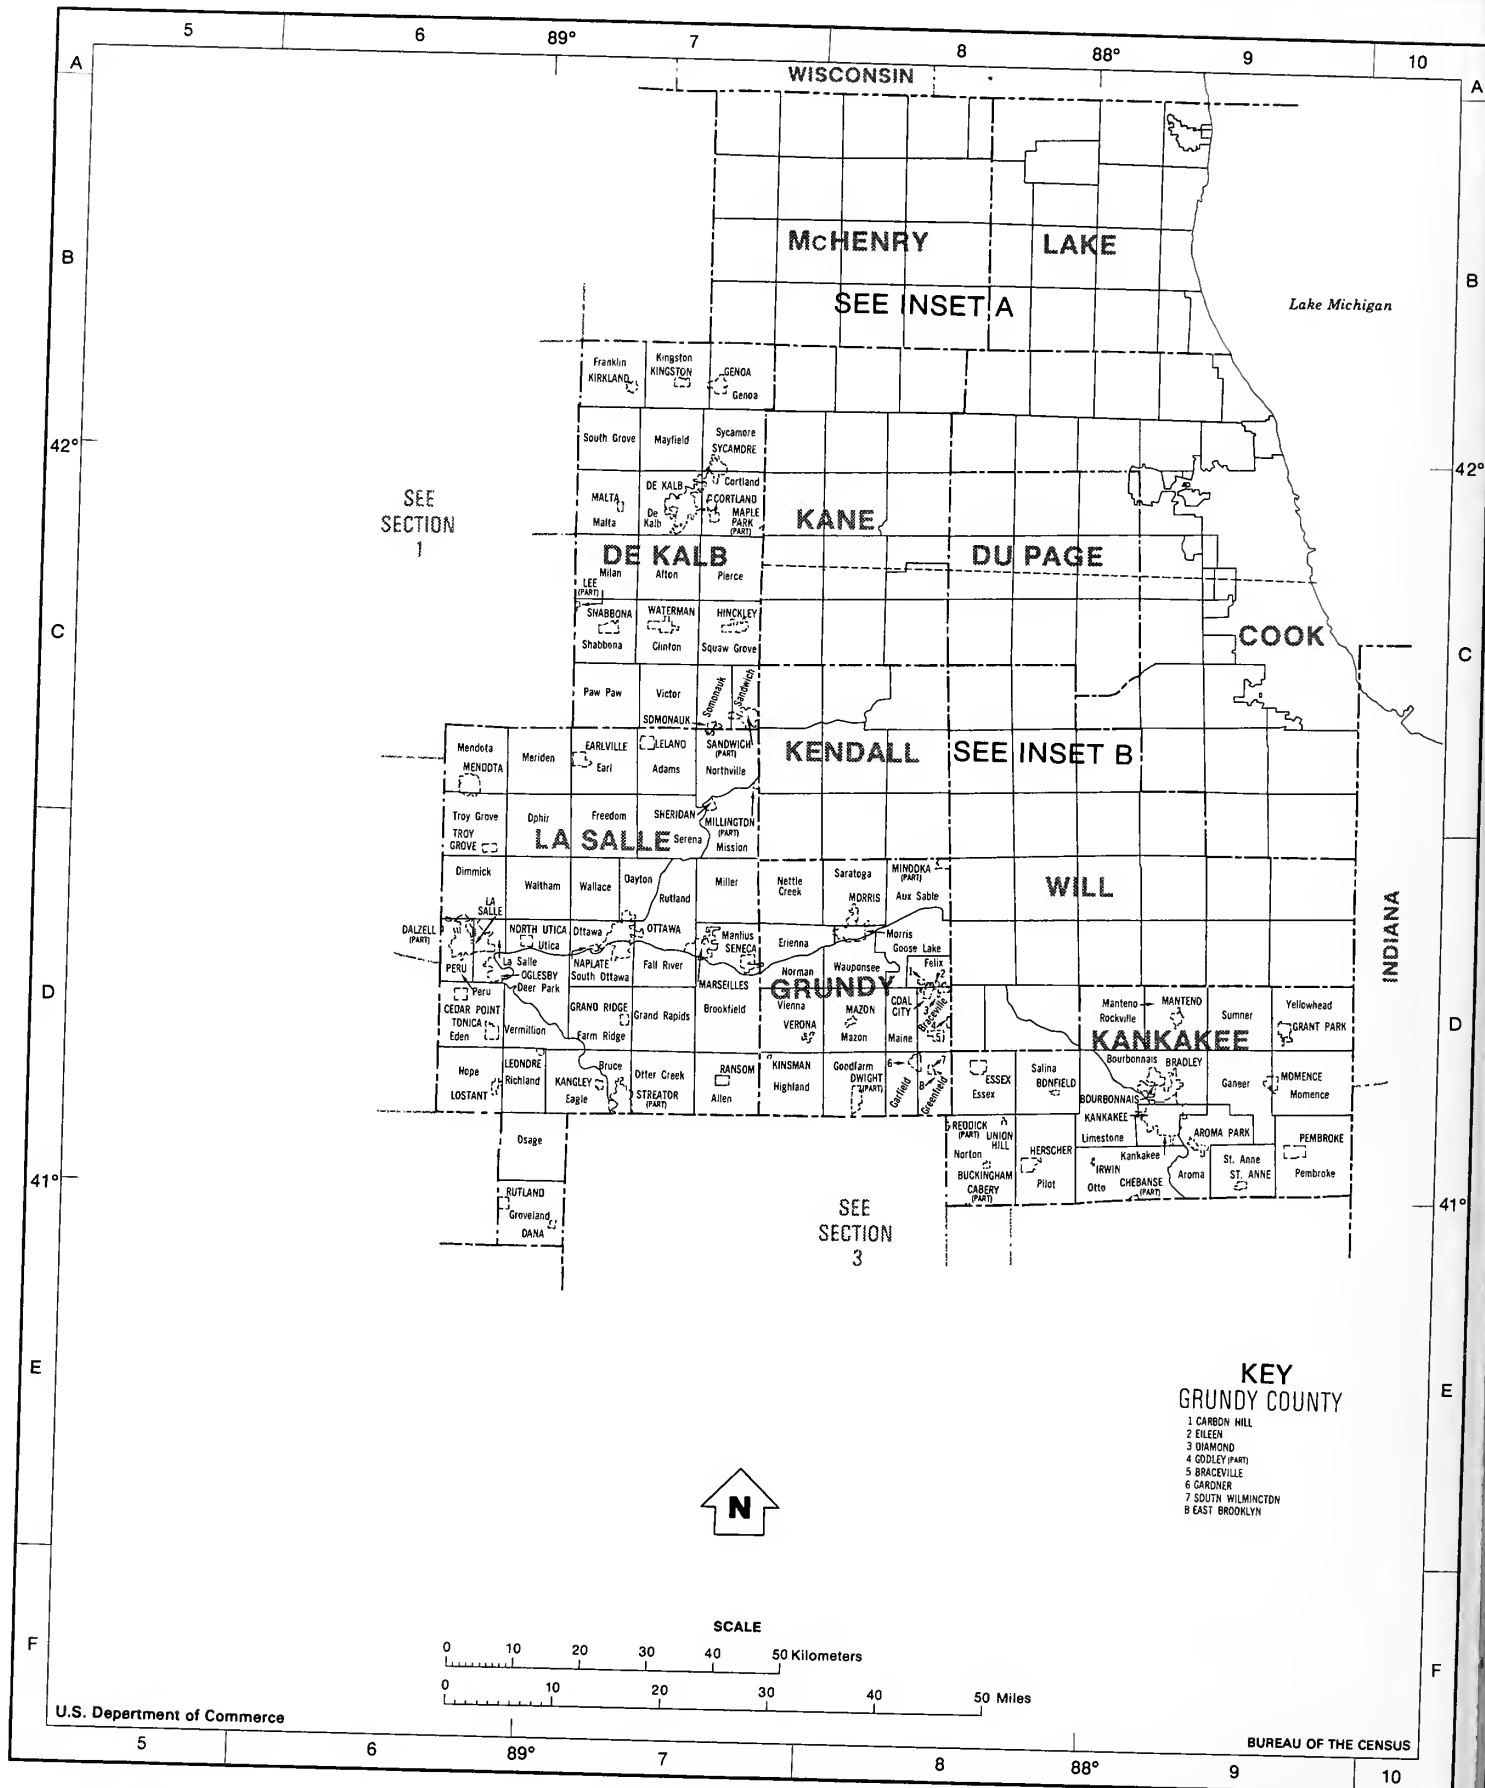 5
6
89°
7
8
88°
9
10
A
A
WISCONSIN
McHENRY
LAKE
B
B
SEE INSET A
Lake Michigan
Franklin
KIRKLAND
Kingston
KINGSTON
GENOA
Genoa
42°
42°
South Grove
Mayfield
Sycamore
SYCAMORE
SEE
SECTION
1
MALTA
Malta
DE KALB
De
Kalb
Cortland
CORTLAND
MAPLE
PARK
(PART)
KANE
DE KALB
DU PAGE
Milan
Afton
Pierce
LEE
(PART)
SHABBONA
Shabbona
WATERMAN
Clinton
HINCKLEY
Squaw Grove
C
COOK
C
Paw Paw
Victor
SOMONAUK
Somonauk
Sandwich
Mendota
MENDOTA
Meriden
EARLVILLE
Earl
LELAND
Adams
SANDWICH
(PART)
Northville
KENDALL
SEE INSET B
Troy Grove
TROY
GROVE
Ophir
Freedom
SHERIDAN
Serena
MILLINGTON
(PART)
Mission
LA SALLE
Dimmick
Waltham
Wallace
Dayton
Rutland
Miller
Nettle
Creek
Saratoga
MORRIS
MINOOKA
(PART)
Aux Sable
WILL
INDIANA
LA
SALLE
DALZELL
(PART)
NORTH UTICA
Utica
Ottawa
OTTAWA
Manlius
SENECA
Erienna
Morris
Goose Lake
PERU
Peru
La Salle
OGLESBY
Deer Park
NAPLATE
South Ottawa
Fall River
MARSEILLES
Norman
Wauponsee
Felix
1
2
D
D
GRUNDY
CEDAR POINT
TONICA
Eden
Vermillion
GRAND RIDGE
Farm Ridge
Grand Rapids
Brookfield
Vienna
VERONA
MAZON
Mazon
COAL
CITY
Maine
3
4
Braceville
5
Manteno
Rockville
MANTENO
Sumner
Yellowhead
GRANT PARK
KANKAKEE
Hope
LOSTANT
LEONORE
Richland
KANGLEY
Eagle
Bruce
Otter Creek
STREATOR
(PART)
RANSOM
Allen
KINSMAN
Highland
Goodfarm
DWIGHT
(PART)
6
Garfield
7
8
Greenfield
ESSEX
Essex
Salina
BONFIELD
Bourbonnais
BRADLEY
BOURBONNAIS
KANKAKEE
Limestone
Ganeer
MOMENCE
Momence
Osage
REDDICK
(PART)
UNION
HILL
Norton
BUCKINGHAM
CABERY
(PART)
HERSCHER
Pilot
IRWIN
Otto
Kankakee
CHEBANSE
(PART)
AROMA PARK
Aroma
St. Anne
ST. ANNE
PEMBROKE
Pembroke
41°
41°
RUTLAND
Groveland
DANA
SEE
SECTION
3
E
E
KEY
GRUNDY COUNTY
1 CARBON HILL
2 EILEEN
3 DIAMOND
4 GODLEY (PART)
5 BRACEVILLE
6 GARDNER
7 SOUTH WILMINGTON
8 EAST BROOKLYN
N
F
F
SCALE
0 10 20 30 40 50 Kilometers
0 10 20 30 40 50 Miles
U.S. Department of Commerce
BUREAU OF THE CENSUS
5
6
89°
7
8
88°
9
10